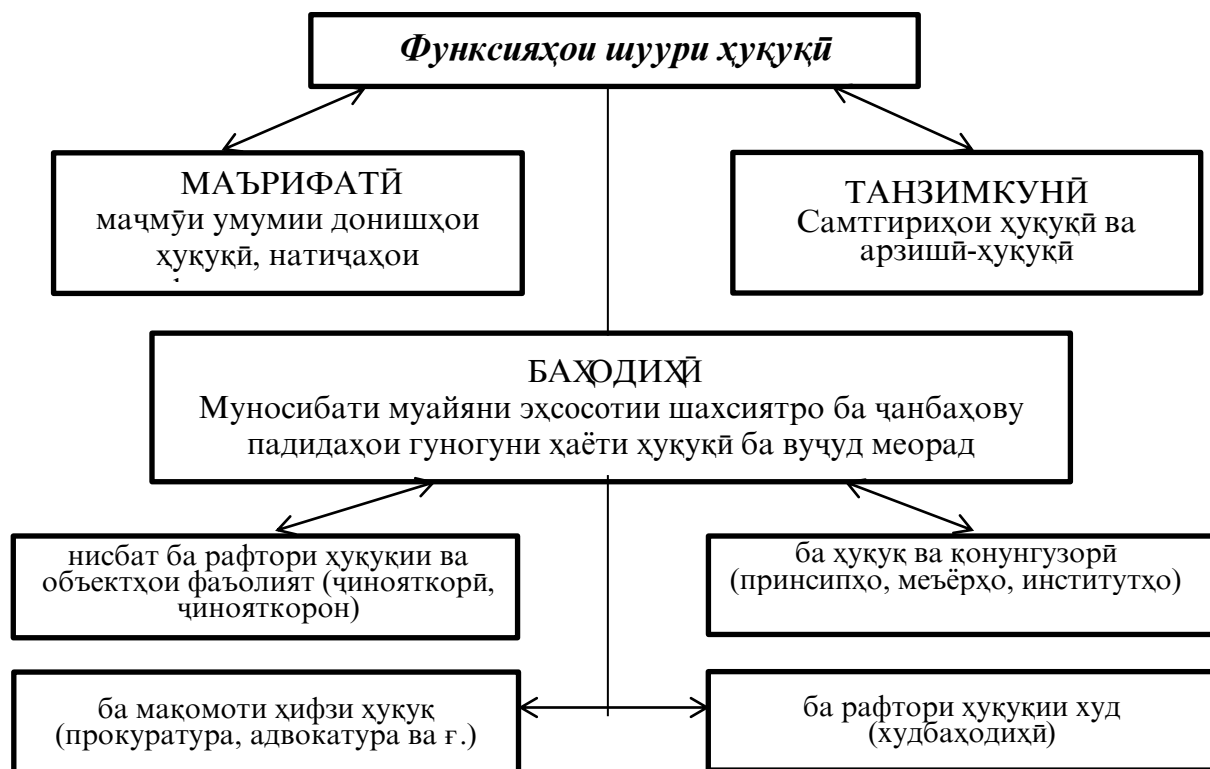 Функсияҳои шуури ҳуқуқӣ
МАЪРИФАТӢ
маҷмӯи умумии донишҳои
ҳуқуқӣ, натиҷаҳои
ТАНЗИМКУНӢ
Самтгириҳои ҳуқуқӣ ва
арзишӣ-ҳуқуқӣ
БАҲОДИҲӢ
Муносибати муайяни эҳсосотии шахсиятро ба ҷанбаҳову
падидаҳои гуногуни ҳаёти ҳуқуқӣ ба вуҷуд меорад
нисбат ба рафтори ҳуқуқии ва
объектҳои фаъолият (ҷинояткорӣ,
ҷинояткорон)
ба ҳуқуқ ва қонунгузорӣ
(принсипҳо, меъёрҳо, институтҳо)
ба мақомоти ҳифзи ҳуқуқ
(прокуратура, адвокатура ва ғ.)
ба рафтори ҳуқуқии худ
(худбаҳодиҳӣ)